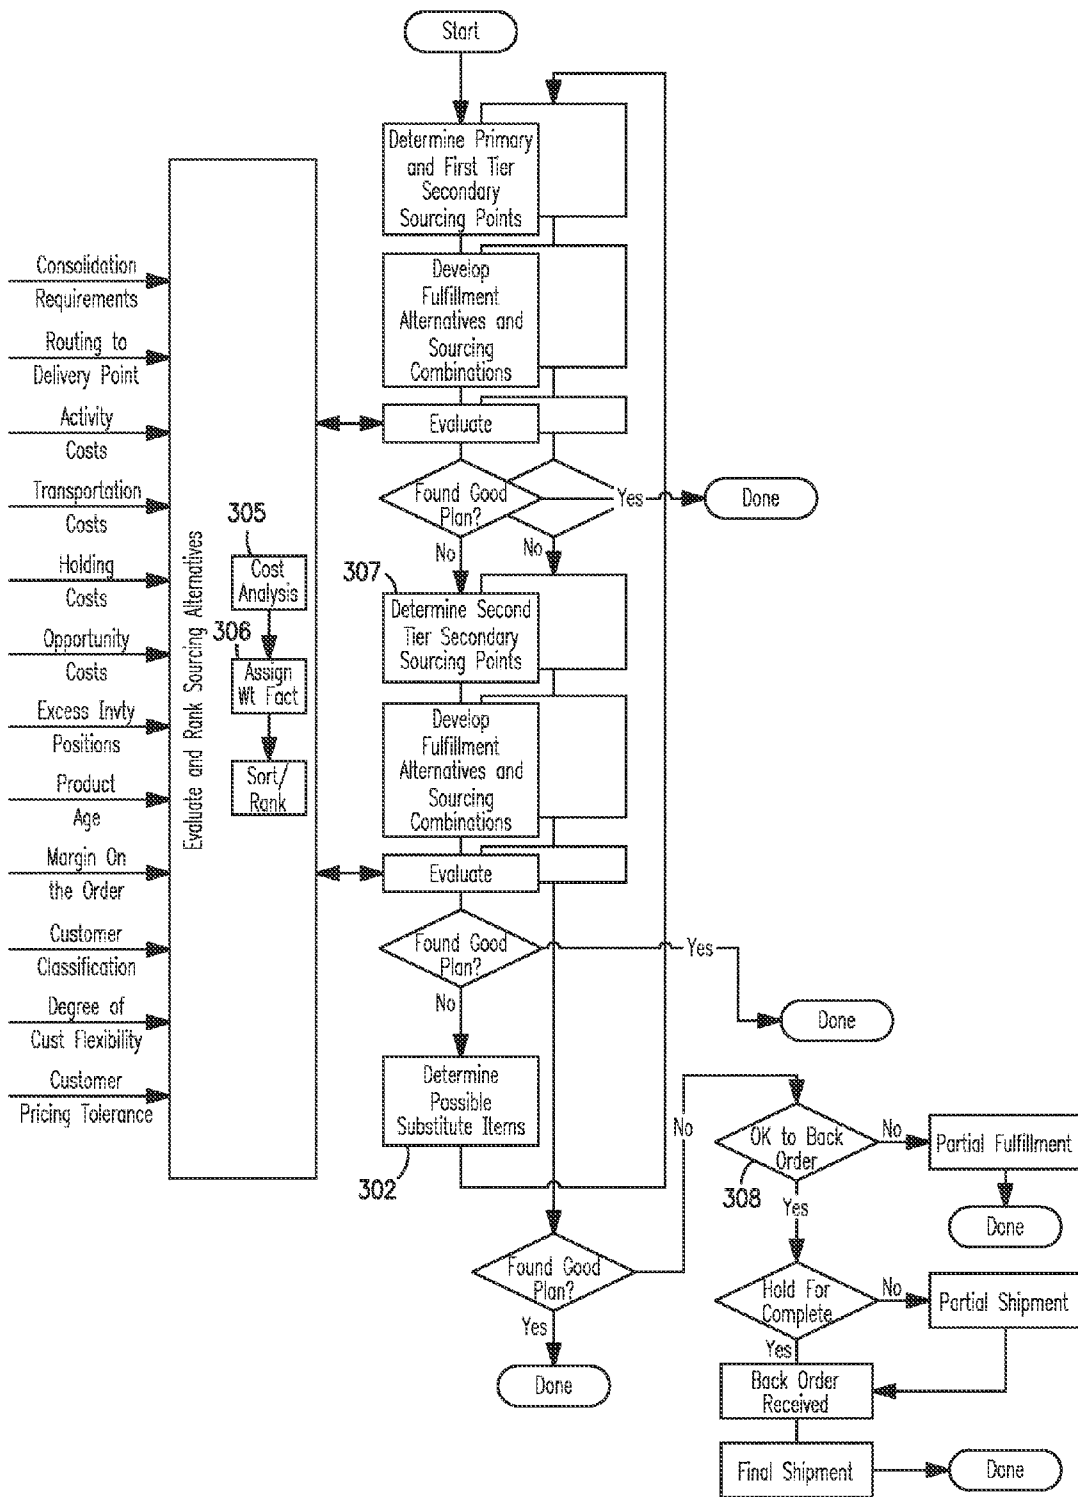 Start
Determine Primary
and First Tier
Secondary
Sourcing Points
Develop
Fulfillment
Alternatives and
Sourcing
Combinations
Evaluate
Found Good
Plan?
Yes
Done
No
No
307
Determine Second
Tier Secondary
Sourcing Points
Develop
Fulfillment
Alternatives and
Sourcing
Combinations
Evaluate
Found Good
Plan?
Yes
Done
No
Determine
Possible
Substitute Items
302
Found Good
Plan?
Yes
Done
No
OK to Back
Order
308
No
Partial Fulfillment
Done
Yes
Hold For
Complete
No
Partial Shipment
Yes
Back Order
Received
Final Shipment
Done
Consolidation
Requirements
Routing to
Delivery Point
Activity
Costs
Transportation
Costs
Holding
Costs
Opportunity
Costs
Excess Invty
Positions
Product
Age
Margin On
the Order
Customer
Classification
Degree of
Cust Flexibility
Customer
Pricing Tolerance
Evaluate and Rank Sourcing Alternatives
305
Cost
Analysis
306
Assign
Wt Fact
Sort/
Rank